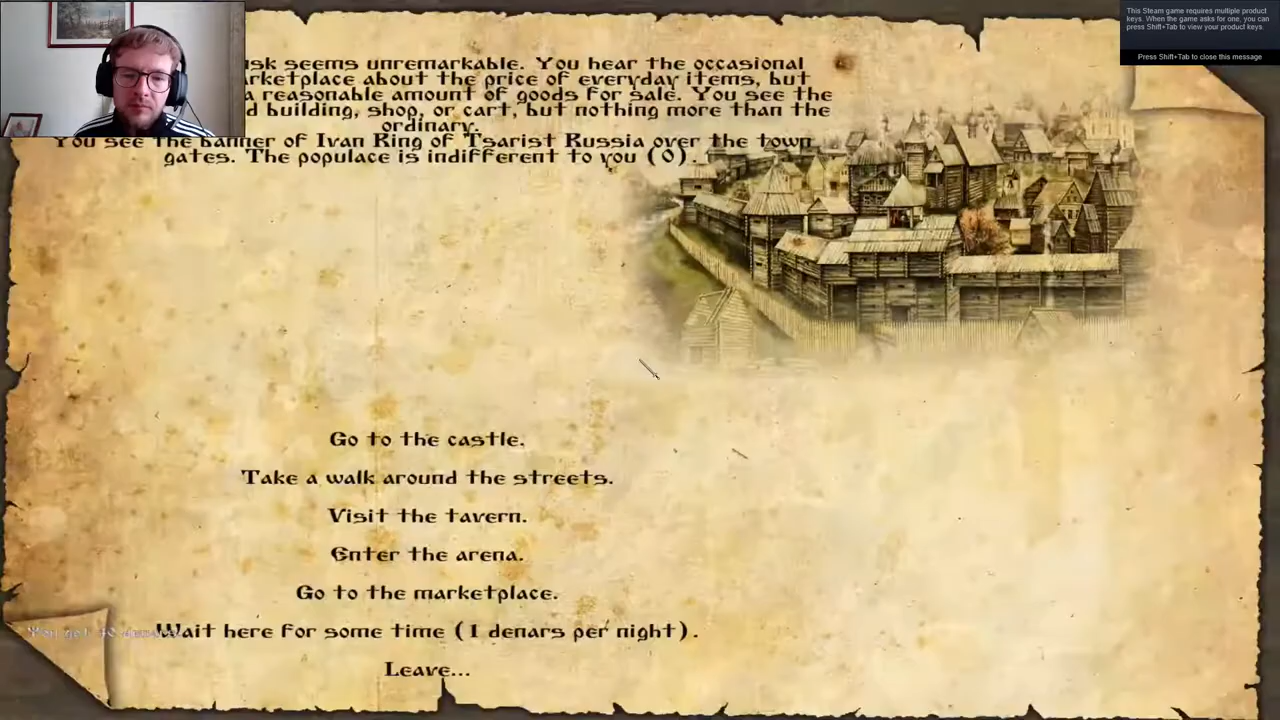 seems unremarkable. You hear the occasional
about the price of everyday items, but
a reasonable amount of goods for sale. You see the
building, shop, or cart, but nothing more than the
ordinary.
You see the banner of Ivan King of Tsarist Russia over the town
gates. The populace is indifferent to you (0).
Go to the castle.
Take a walk around the streets.
Visit the tavern.
Enter the arena.
Go to the marketplace.
Wait here for some time (1 denars per night).
Leave...
You got
This Steam game requires multiple product
keys. When the game asks for one, you can
press Shift+Tab to view your product keys.
Press Shift+Tab to close this message